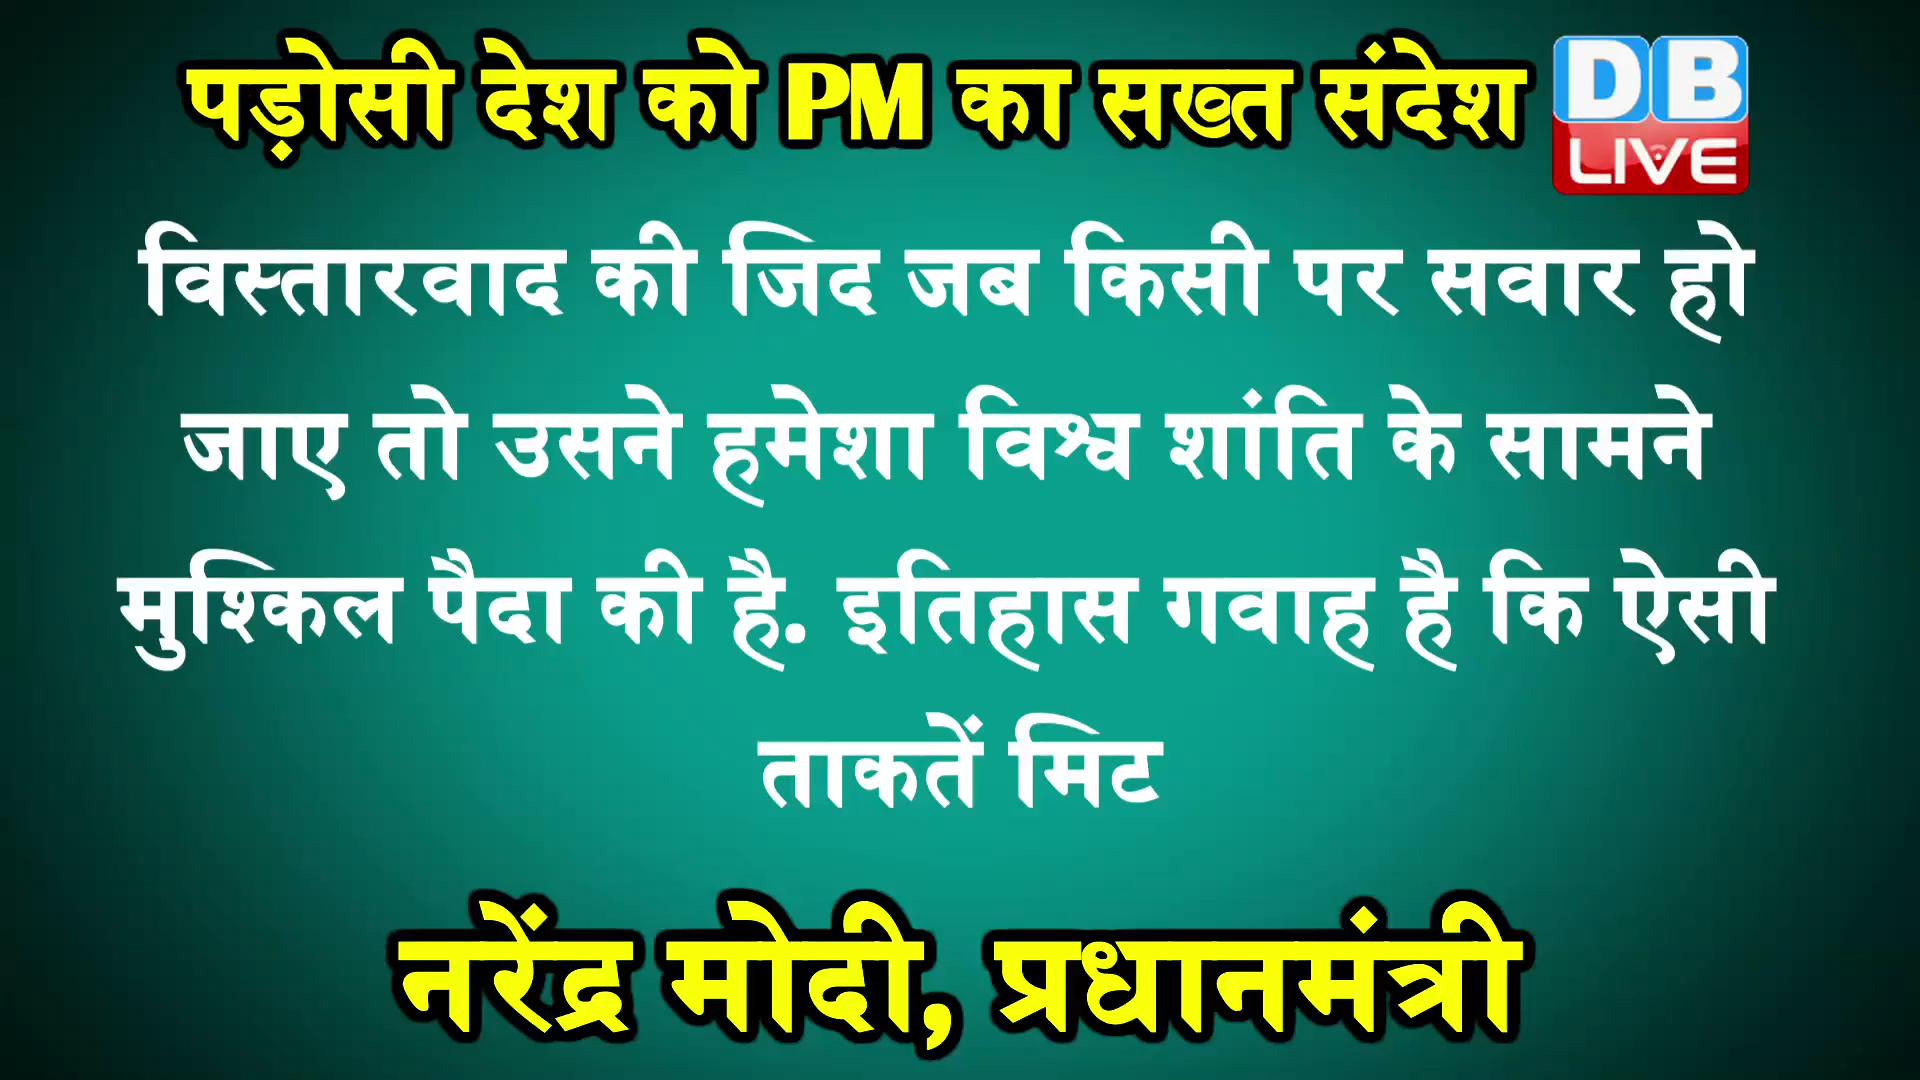 पड़ोसी देश को PM का सख्त संदेश
DB
LIVE
विस्तारवाद की जिद जब किसी पर सवार हो
जाए तो उसने हमेशा विश्व शांति के सामने
मुश्किल पैदा की है. इतिहास गवाह है कि ऐसी
ताकतें मिट
नरेंद्र मोदी, प्रधानमंत्री